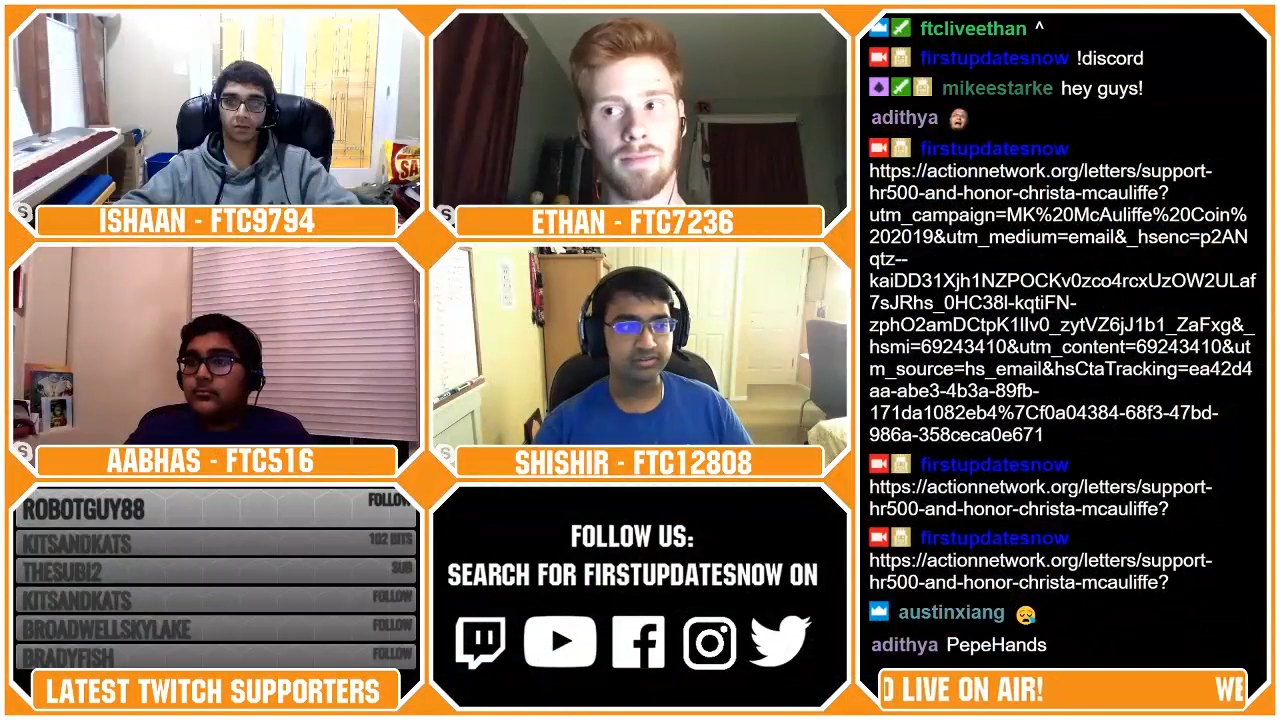 ISHAAN - FTC9794
ETHAN - FTC7236
AABHAS - FTC516
SHISHIR - FTC12808
ROBOTGUY88 FOLLOW
KITSANDKATS 102 BITS
THESUBI2 SUB
KITSANDKATS FOLLOW
BROADWELLSKYLAKE FOLLOW
BRADYFISH FOLLOW
LATEST TWITCH SUPPORTERS
FOLLOW US:
SEARCH FOR FIRSTUPDATESNOW ON
ftcliveethan ^
firstupdatesnow !discord
mikeestarke hey guys!
adithya
firstupdatesnow
https://actionnetwork.org/letters/support-
hr500-and-honor-christa-mcauliffe?
utm_campaign=MK%20McAuliffe%20Coin%
202019&utm_medium=email&_hsenc=p2AN
qtz--
kaiDD31Xjh1NZPOCKv0zco4rcxUzOW2ULaf
7sJRhs_0HC38l-kqtiFN-
zphO2amDCtpK1lIv0_zytVZ6jJ1b1_ZaFxg&_
hsmi=69243410&utm_content=69243410&ut
m_source=hs_email&hsCtaTracking=ea42d4
aa-abe3-4b3a-89fb-
171da1082eb4%7Cf0a04384-68f3-47bd-
986a-358ceca0e671
firstupdatesnow
https://actionnetwork.org/letters/support-
hr500-and-honor-christa-mcauliffe?
firstupdatesnow
https://actionnetwork.org/letters/support-
hr500-and-honor-christa-mcauliffe?
austinxiang
adithya PepeHands
LIVE ON AIR! WE